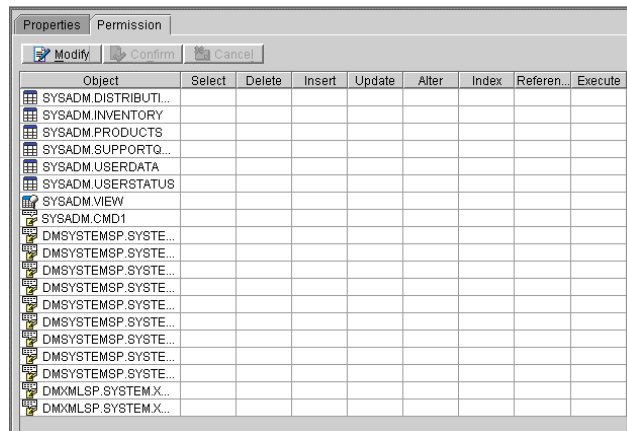 Properties Permission
Modify Confirm Cancel
Object Select Delete Insert Update Alter Index Referen... Execute
SYSADM.DISTRIBUTI...
SYSADM.INVENTORY
SYSADM.PRODUCTS
SYSADM.SUPPORTQ...
SYSADM.USERDATA
SYSADM.USERSTATUS
SYSADM.VIEW
SYSADM.CMD1
DMSYSTEMSP.SYSTE...
DMSYSTEMSP.SYSTE...
DMSYSTEMSP.SYSTE...
DMSYSTEMSP.SYSTE...
DMSYSTEMSP.SYSTE...
DMSYSTEMSP.SYSTE...
DMSYSTEMSP.SYSTE...
DMSYSTEMSP.SYSTE...
DMSYSTEMSP.SYSTE...
DMXMLSP.SYSTEM.X...
DMXMLSP.SYSTEM.X...